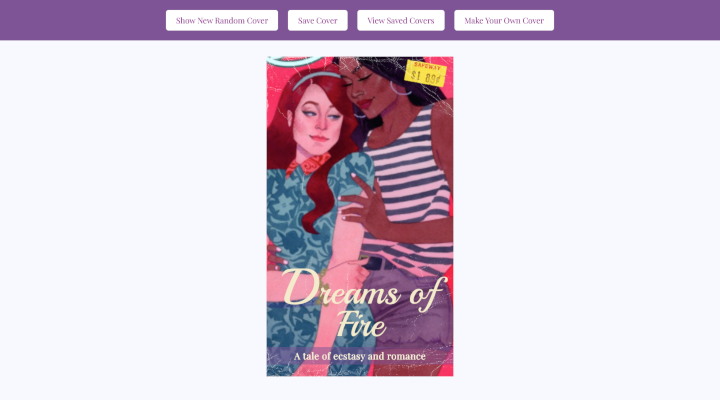 Show New Random Cover
Save Cover
View Saved Covers
Make Your Own Cover
SAFEWAY
$1.89¢
Dreams of
Fire
A tale of ecstasy and romance